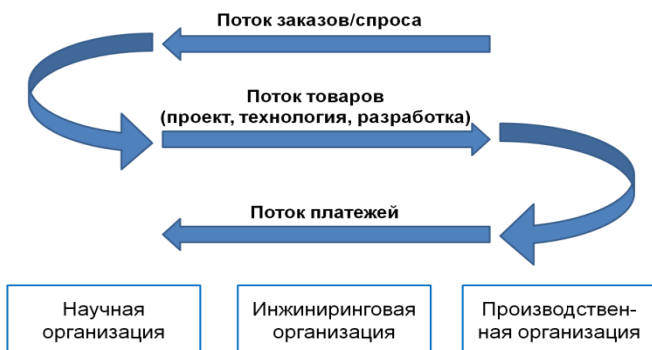 Поток заказов/спроса
Поток товаров
(проект, технология, разработка)
Поток платежей
Научная
организация
Инжиниринговая
организация
Производствен-
ная организация